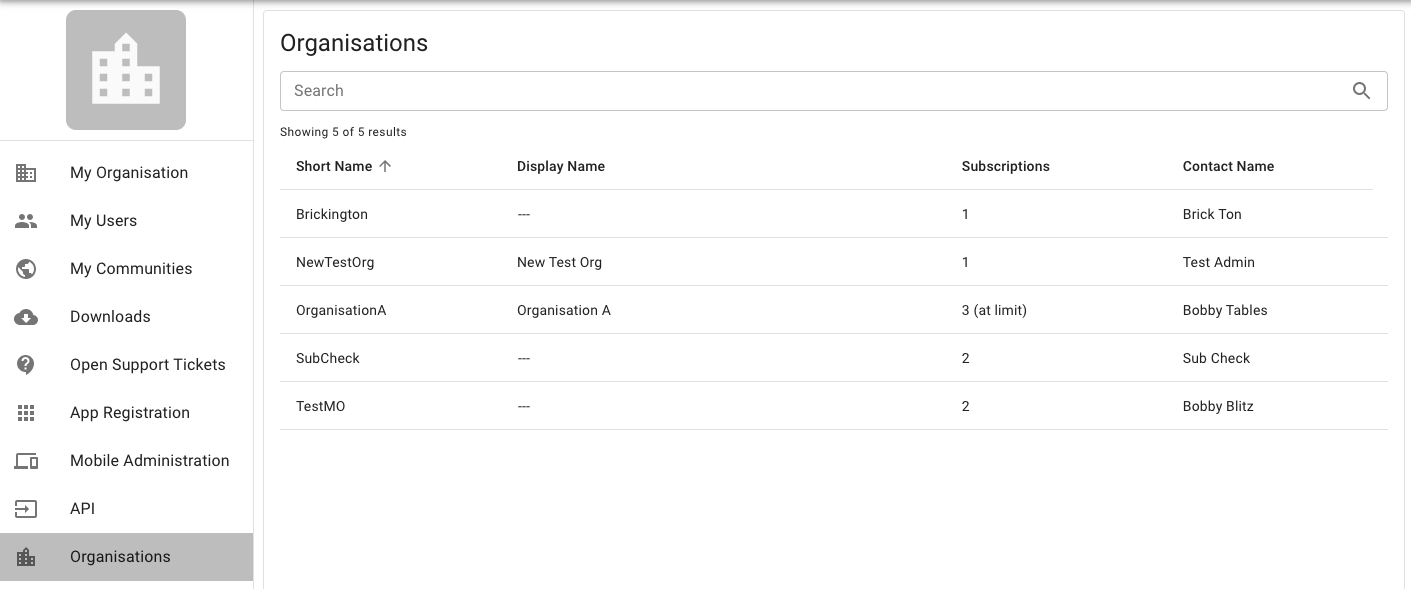 My Organisation
My Users
My Communities
Downloads
Open Support Tickets
App Registration
Mobile Administration
API
Organisations
Organisations
Search
Showing 5 of 5 results
Short Name Display Name Subscriptions Contact Name
Brickington --- 1 Brick Ton
NewTestOrg New Test Org 1 Test Admin
OrganisationA Organisation A 3 (at limit) Bobby Tables
SubCheck --- 2 Sub Check
TestMO --- 2 Bobby Blitz